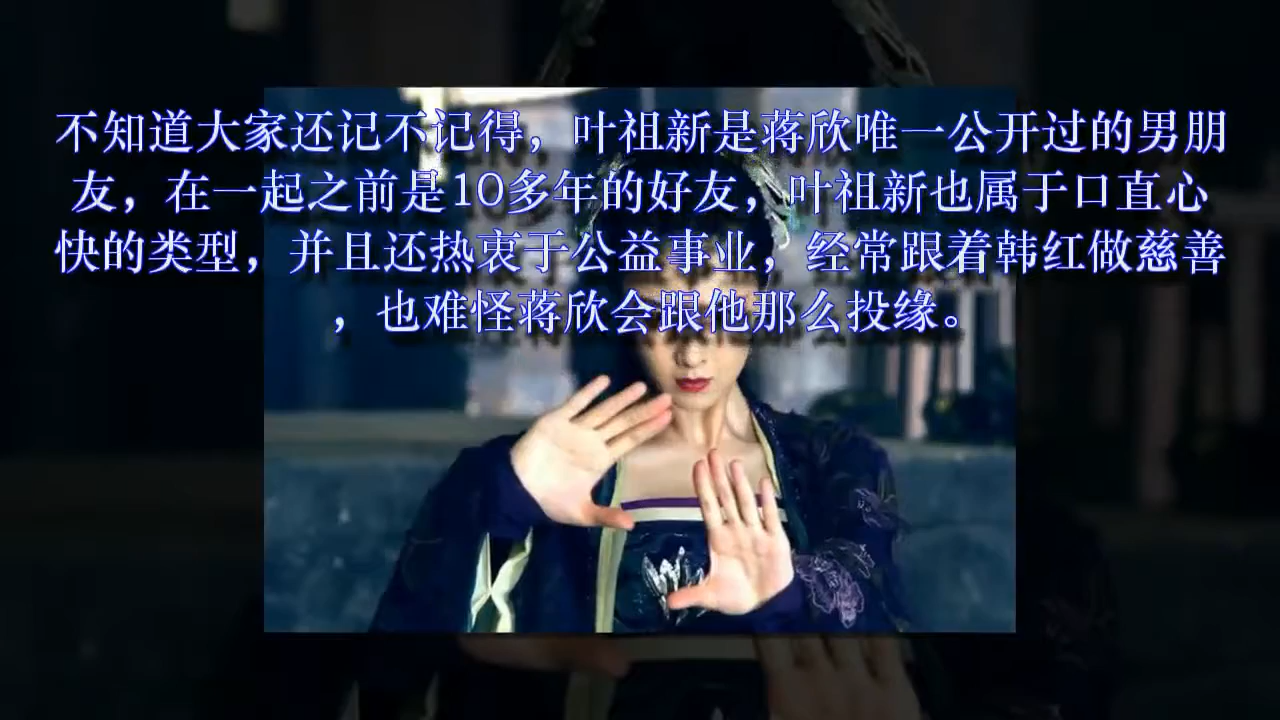 不知道大家还记不记得，叶祖新是蒋欣唯一公开过的男朋
友，在一起之前是10多年的好友，叶祖新也属于口直心
快的类型，并且还热衷于公益事业，经常跟着韩红做慈善
，也难怪蒋欣会跟他那么投缘。